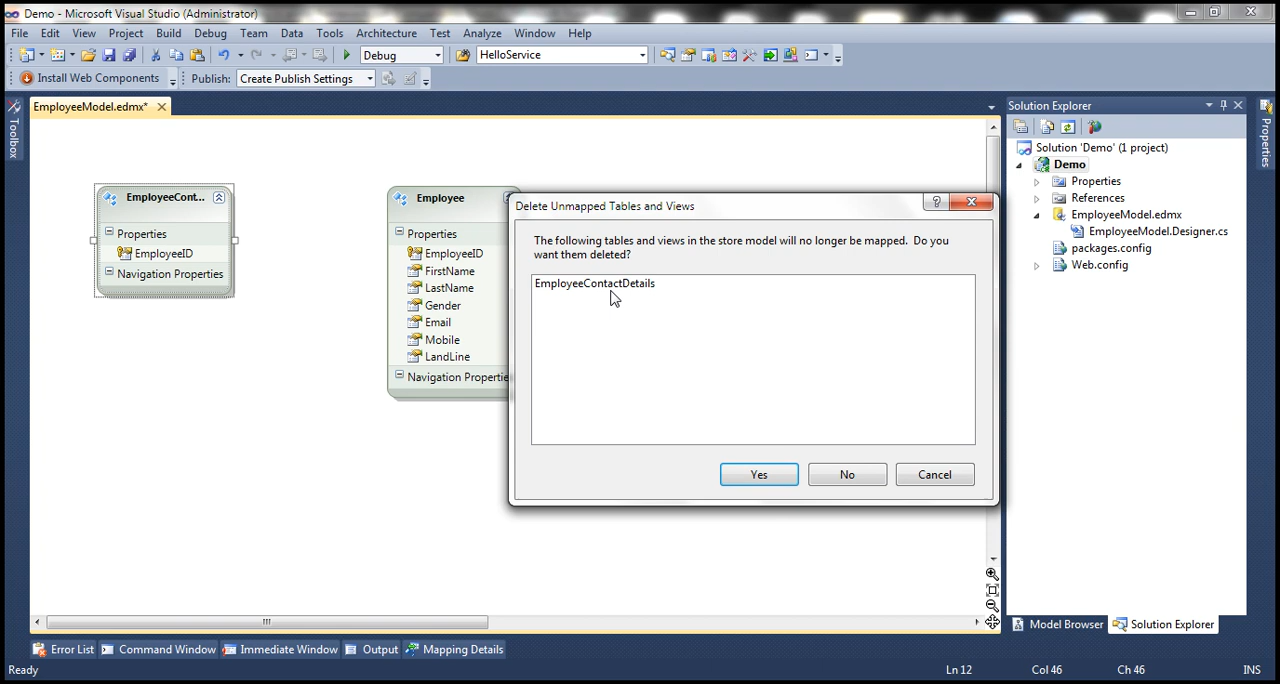 Demo - Microsoft Visual Studio (Administrator)
File Edit View Project Build Debug Team Data Tools Architecture Test Analyze Window Help
Debug HelloService
Install Web Components Publish: Create Publish Settings
EmployeeModel.edmx*
Toolbox
EmployeeCont...
Properties
EmployeeID
Navigation Properties
Employee
Properties
EmployeeID
FirstName
LastName
Gender
Email
Mobile
LandLine
Navigation Propertie
Delete Unmapped Tables and Views
The following tables and views in the store model will no longer be mapped. Do you
want them deleted?
EmployeeContactDetails
Yes No Cancel
Solution Explorer
Solution 'Demo' (1 project)
Demo
Properties
References
EmployeeModel.edmx
EmployeeModel.Designer.cs
packages.config
Web.config
Properties
Model Browser Solution Explorer
Error List Command Window Immediate Window Output Mapping Details
Ready Ln 12 Col 46 Ch 46 INS